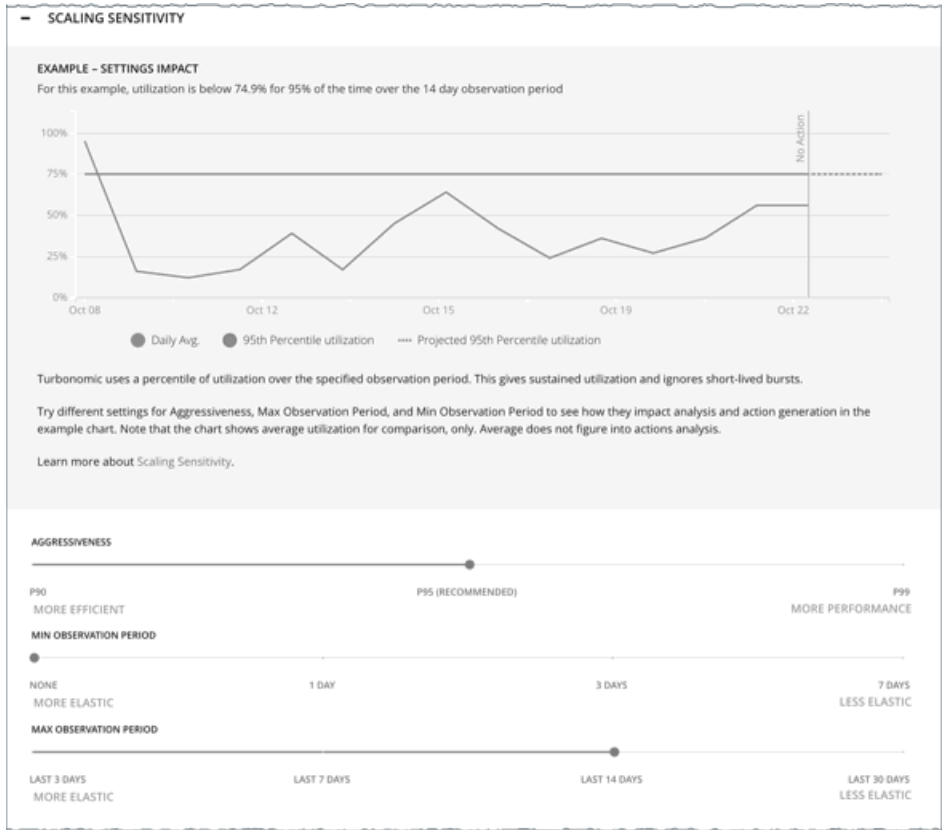 – SCALING SENSITIVITY
EXAMPLE – SETTINGS IMPACT
For this example, utilization is below 74.9% for 95% of the time over the 14 day observation period
100%
75%
50%
25%
0%
No Action
Oct 08 Oct 12 Oct 15 Oct 19 Oct 22
Daily Avg. 95th Percentile utilization Projected 95th Percentile utilization
Turbonomic uses a percentile of utilization over the specified observation period. This gives sustained utilization and ignores short-lived bursts.
Try different settings for Aggressiveness, Max Observation Period, and Min Observation Period to see how they impact analysis and action generation in the
example chart. Note that the chart shows average utilization for comparison, only. Average does not figure into actions analysis.
Learn more about Scaling Sensitivity.
AGGRESSIVENESS
P90 P95 (RECOMMENDED) P99
MORE EFFICIENT MORE PERFORMANCE
MIN OBSERVATION PERIOD
NONE 1 DAY 3 DAYS 7 DAYS
MORE ELASTIC LESS ELASTIC
MAX OBSERVATION PERIOD
LAST 3 DAYS LAST 7 DAYS LAST 14 DAYS LAST 30 DAYS
MORE ELASTIC LESS ELASTIC